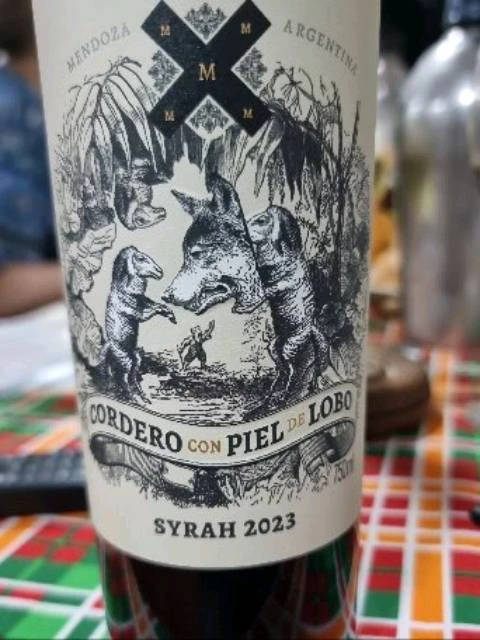 MENDOZA ARGENTINA
M M
M
M M
CORDERO CON PIEL DE LOBO
750ml
SYRAH 2023